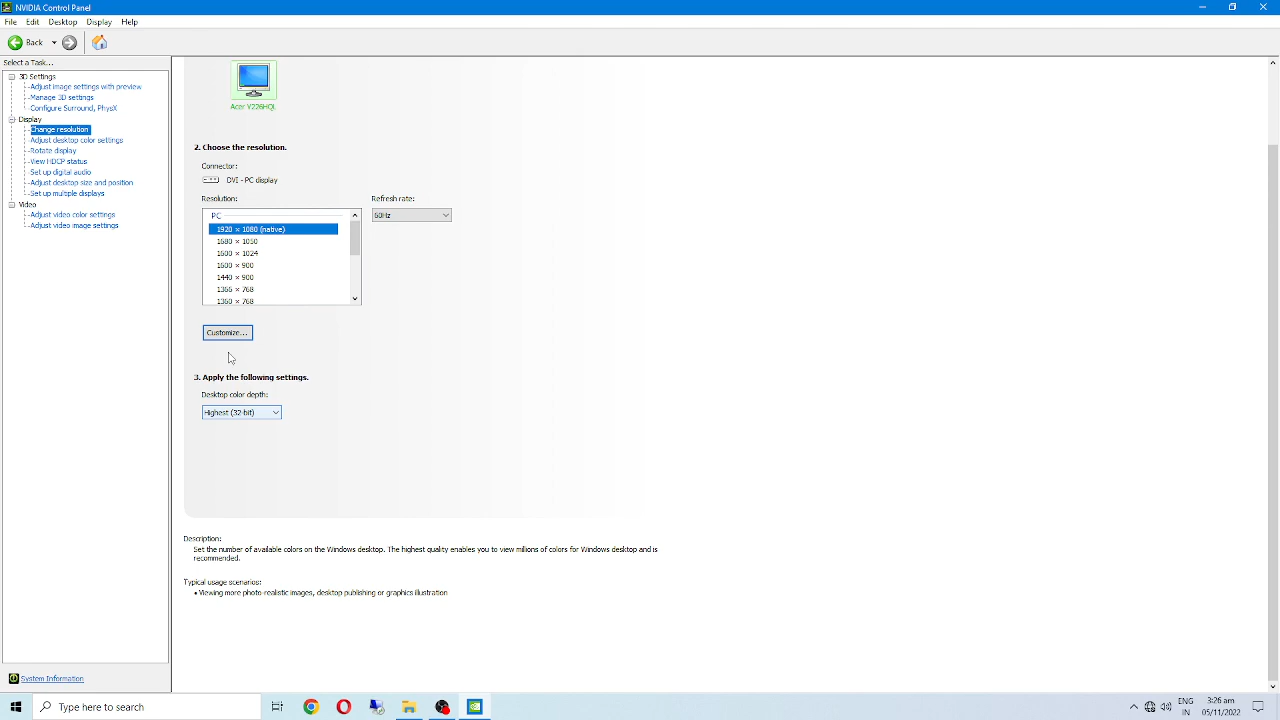 NVIDIA Control Panel
File Edit Desktop Display Help
Back
Select a Task...
3D Settings
Adjust image settings with preview
Manage 3D settings
Configure Surround, PhysX
Display
Change resolution
Adjust desktop color settings
Rotate display
View HDCP status
Set up digital audio
Adjust desktop size and position
Set up multiple displays
Video
Adjust video color settings
Adjust video image settings
System Information
Acer V226HQL
2. Choose the resolution.
Connector:
DVI - PC display
Resolution:
Refresh rate:
PC
60Hz
1920 × 1080 (native)
1680 × 1050
1600 × 1024
1600 × 900
1440 × 900
1366 × 768
1360 × 768
Customize...
3. Apply the following settings.
Desktop color depth:
Highest (32-bit)
Description:
Set the number of available colors on the Windows desktop. The highest quality enables you to view millions of colors for Windows desktop and is
recommended.
Typical usage scenarios:
• Viewing more photo-realistic images, desktop publishing or graphics illustration
Type here to search
ENG
IN
3:26 am
05/11/2022